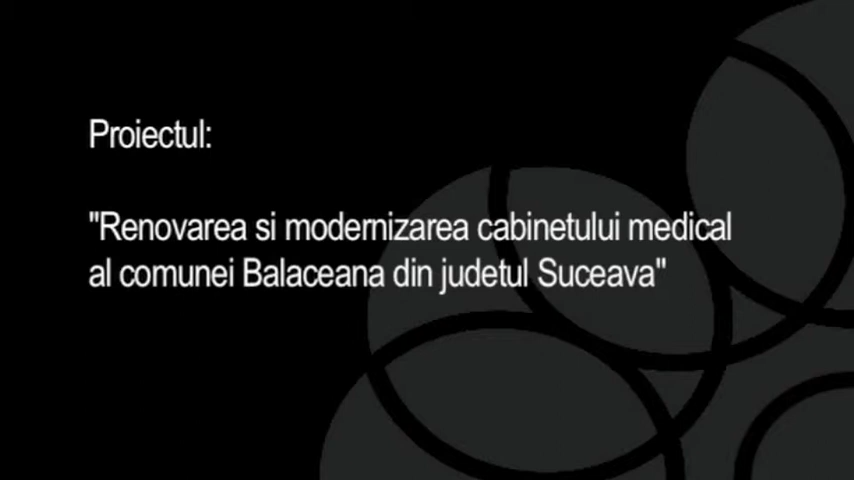 Proiectul:
"Renovarea si modernizarea cabinetului medical
al comunei Balaceana din judetul Suceava"